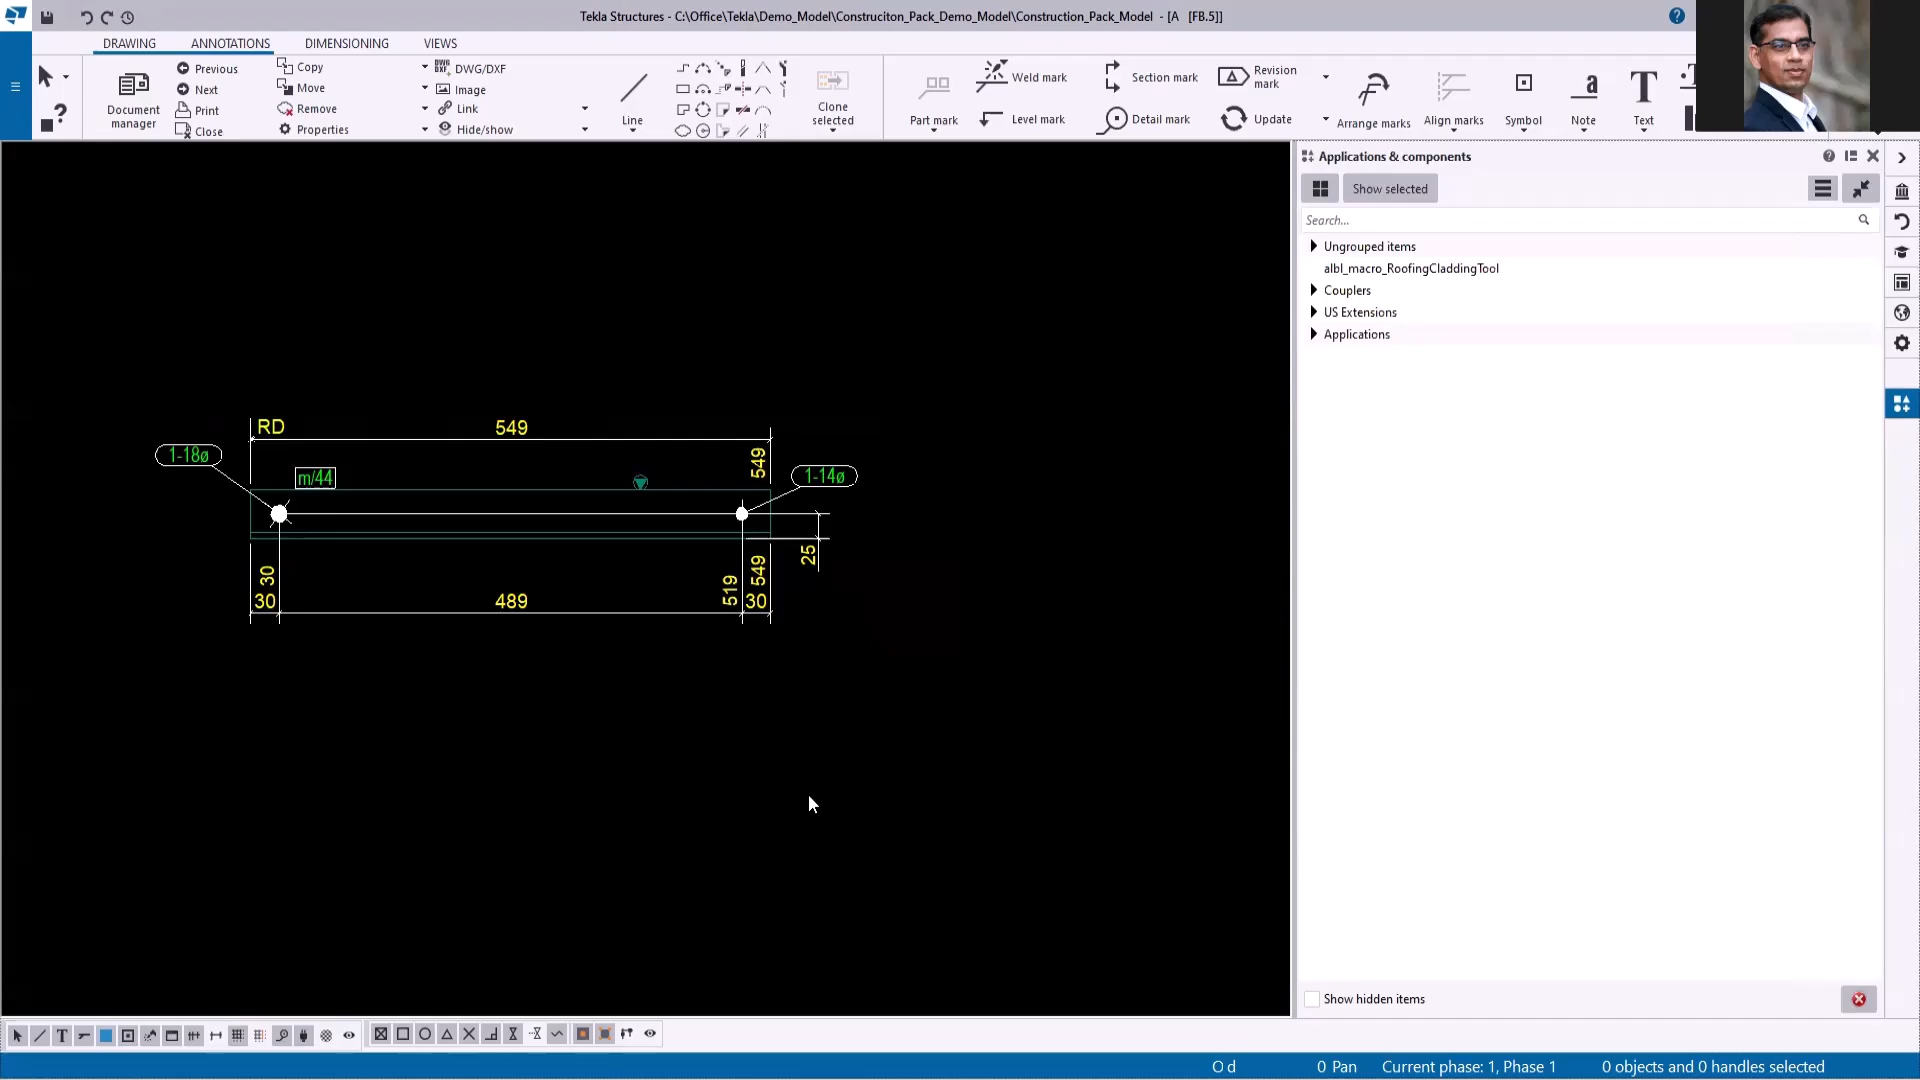 Tekla Structures - C:\Office\Tekla\Demo_Model\Construciton_Pack_Demo_Model\Construction_Pack_Model - [A [FB.5]]
DRAWING ANNOTATIONS DIMENSIONING VIEWS
Document manager
Previous
Next
Print
Close
Copy
Move
Remove
Properties
DWG/DXF
Image
Link
Hide/show
Line
Clone selected
Part mark
Weld mark
Level mark
Section mark
Detail mark
Revision mark
Update
Arrange marks
Align marks
Symbol
Note
Text
Applications & components
Show selected
Search...
Ungrouped items
albl_macro_RoofingCladdingTool
Couplers
US Extensions
Applications
RD 549
549
1-18ø
m/44
1-14ø
25
30
519
549
30 489 30
Show hidden items
O d 0 Pan Current phase: 1, Phase 1 0 objects and 0 handles selected